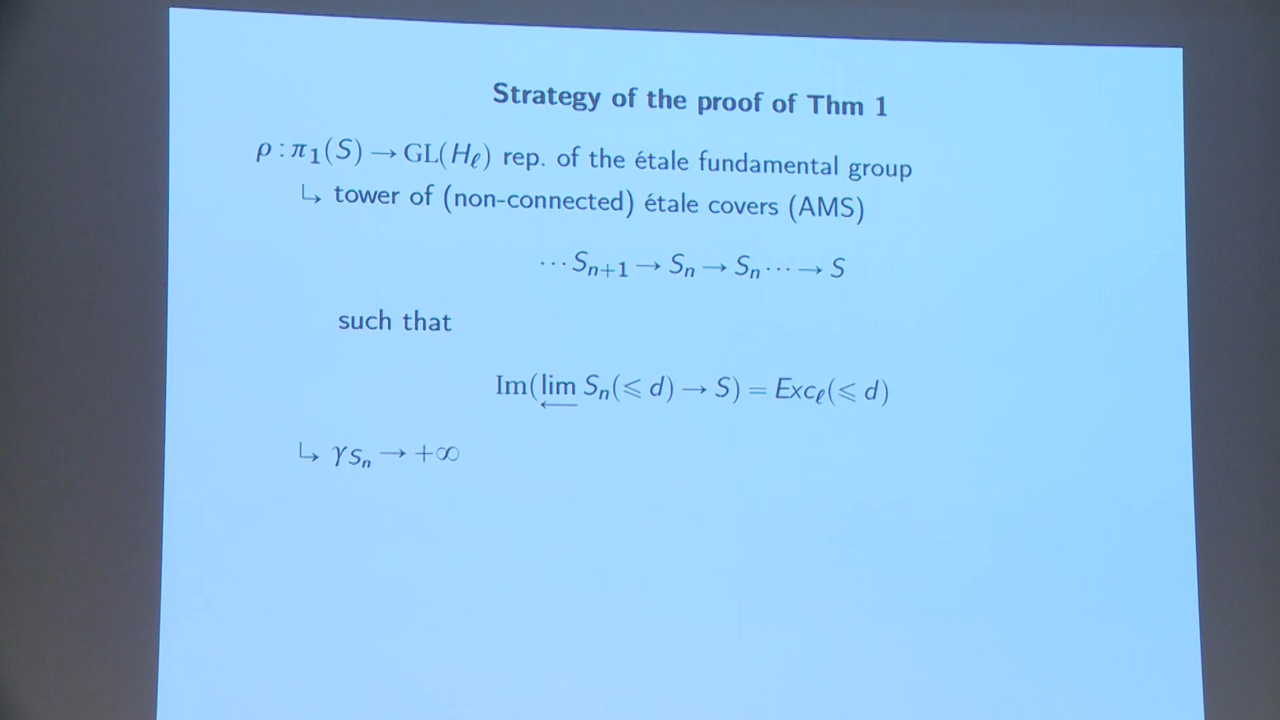 Strategy of the proof of Thm 1
ρ : π₁(S) → GL(H_ℓ) rep. of the étale fundamental group
↳ tower of (non-connected) étale covers (AMS)
⋯ S_{n+1} → S_n → S_n ⋯ → S
such that
Im(lim← S_n(⩽ d) → S) = Exc_ℓ(⩽ d)
↳ γ_{S_n} → +∞